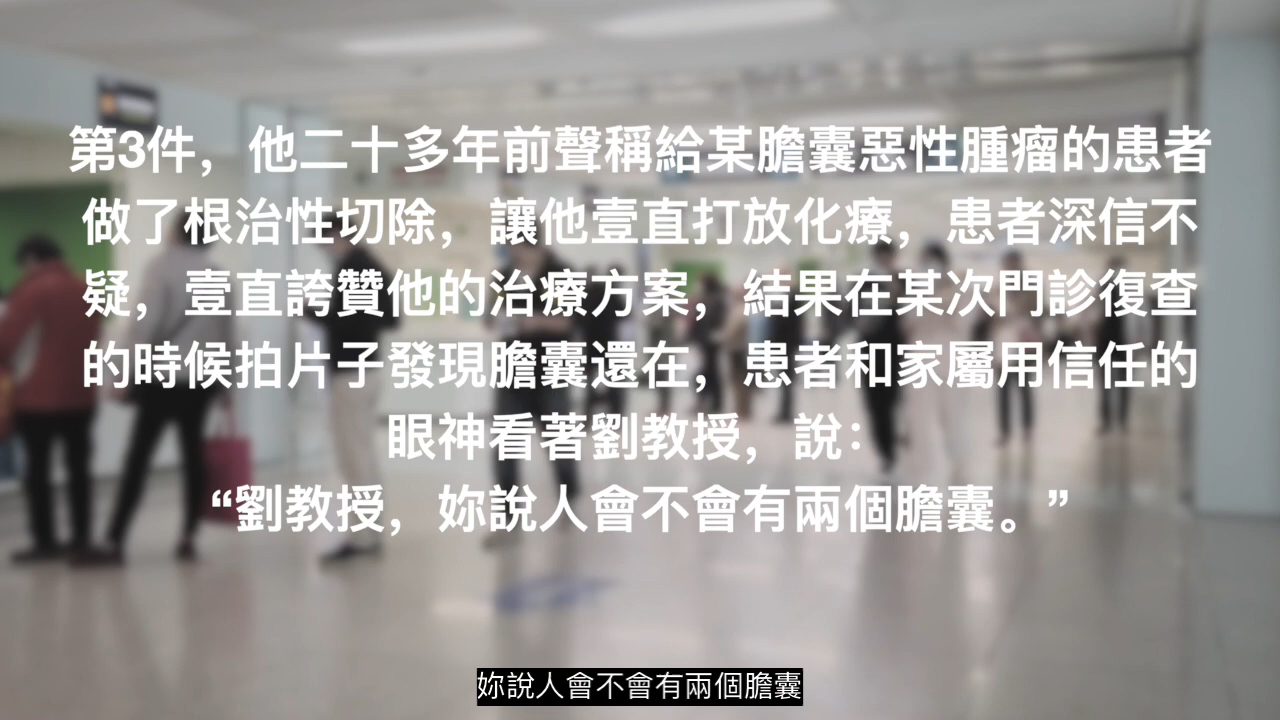 第3件，他二十多年前聲稱給某膽囊惡性腫瘤的患者
做了根治性切除，讓他壹直打放化療，患者深信不
疑，壹直誇贊他的治療方案，結果在某次門診復查
的時候拍片子發現膽囊還在，患者和家屬用信任的
眼神看著劉教授，說：
“劉教授，妳說人會不會有兩個膽囊。”
妳說人會不會有兩個膽囊